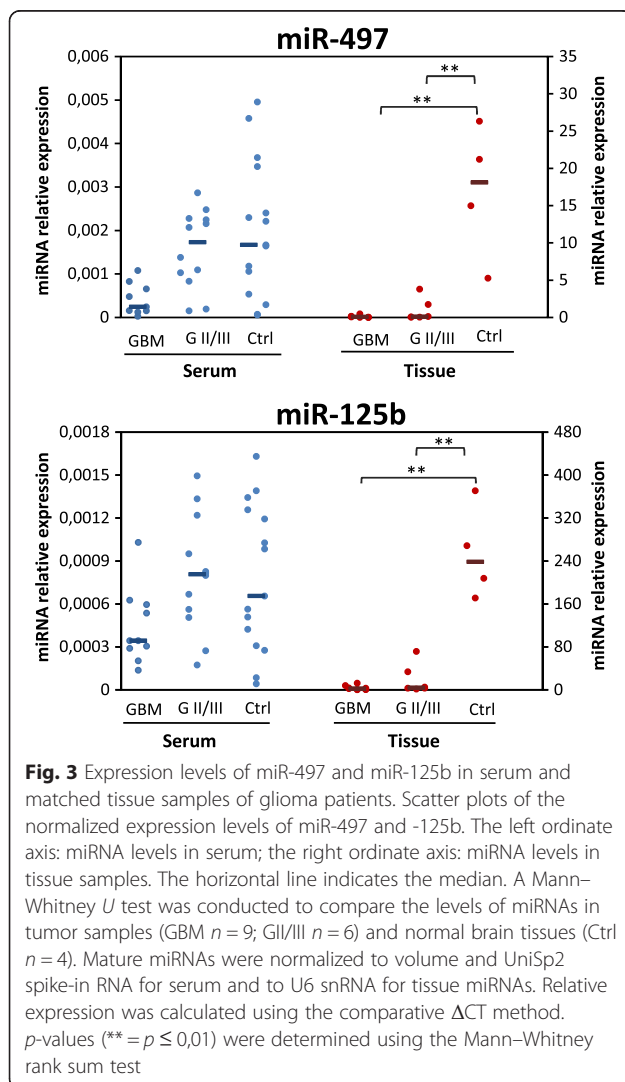 miR-497
miRNA relative expression
0,006
0,005
0,004
0,003
0,002
0,001
0
35
30
25
20
15
10
5
0
miRNA relative expression
**
**
GBM G II/III Ctrl GBM G II/III Ctrl
Serum Tissue
miR-125b
miRNA relative expression
0,0018
0,0015
0,0012
0,0009
0,0006
0,0003
0
480
400
320
240
160
80
0
miRNA relative expression
**
**
GBM G II/III Ctrl GBM G II/III Ctrl
Serum Tissue
Fig. 3 Expression levels of miR-497 and miR-125b in serum and
matched tissue samples of glioma patients. Scatter plots of the
normalized expression levels of miR-497 and -125b. The left ordinate
axis: miRNA levels in serum; the right ordinate axis: miRNA levels in
tissue samples. The horizontal line indicates the median. A Mann–
Whitney U test was conducted to compare the levels of miRNAs in
tumor samples (GBM n = 9; GII/III n = 6) and normal brain tissues (Ctrl
n = 4). Mature miRNAs were normalized to volume and UniSp2
spike-in RNA for serum and to U6 snRNA for tissue miRNAs. Relative
expression was calculated using the comparative ΔCT method.
p-values (** = p ≤ 0,01) were determined using the Mann–Whitney
rank sum test